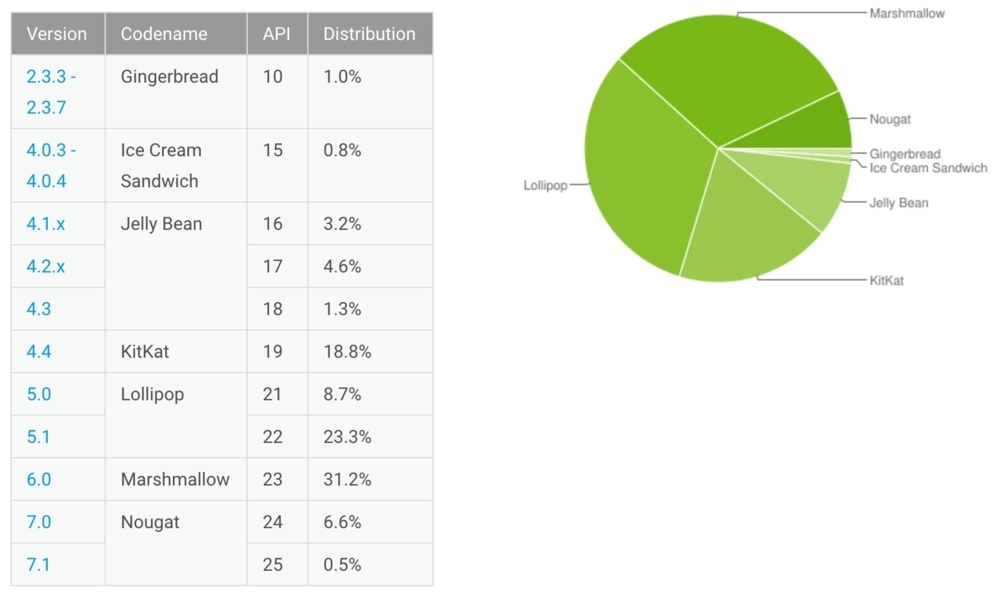 Version Codename API Distribution
2.3.3 - Gingerbread 10 1.0%
2.3.7
4.0.3 - Ice Cream 15 0.8%
4.0.4 Sandwich
4.1.x Jelly Bean 16 3.2%
4.2.x 17 4.6%
4.3 18 1.3%
4.4 KitKat 19 18.8%
5.0 Lollipop 21 8.7%
5.1 22 23.3%
6.0 Marshmallow 23 31.2%
7.0 Nougat 24 6.6%
7.1 25 0.5%
Marshmallow
Nougat
Gingerbread
Ice Cream Sandwich
Lollipop
Jelly Bean
KitKat